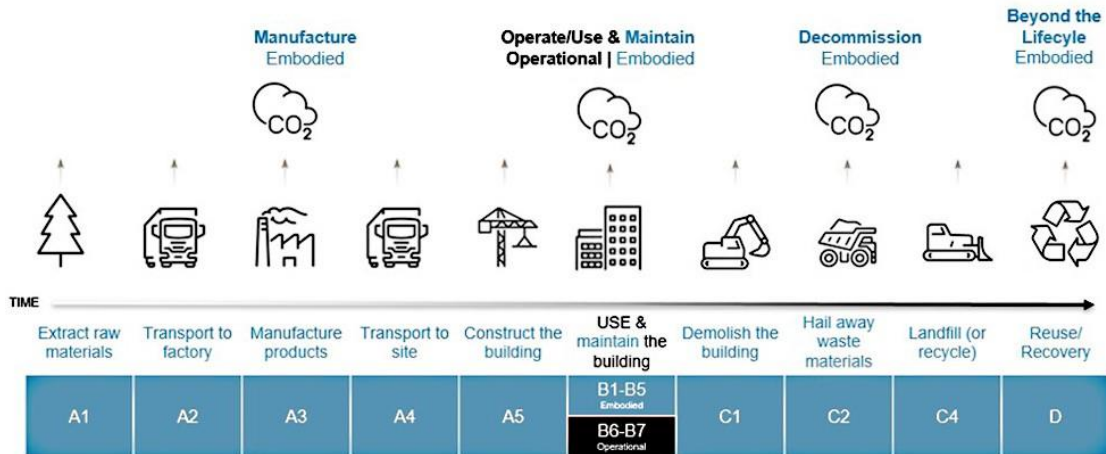 Manufacture
Embodied
Operate/Use & Maintain
Operational | Embodied
Decommission
Embodied
Beyond the
Lifecyle
Embodied
CO2
CO2
CO2
CO2
TIME
Extract raw
materials
Transport to
factory
Manufacture
products
Transport to
site
Construct the
building
USE &
maintain the
building
Demolish the
building
Hail away
waste
materials
Landfill (or
recycle)
Reuse/
Recovery
A1
A2
A3
A4
A5
B1-B5
Embodied
B6-B7
Operational
C1
C2
C4
D